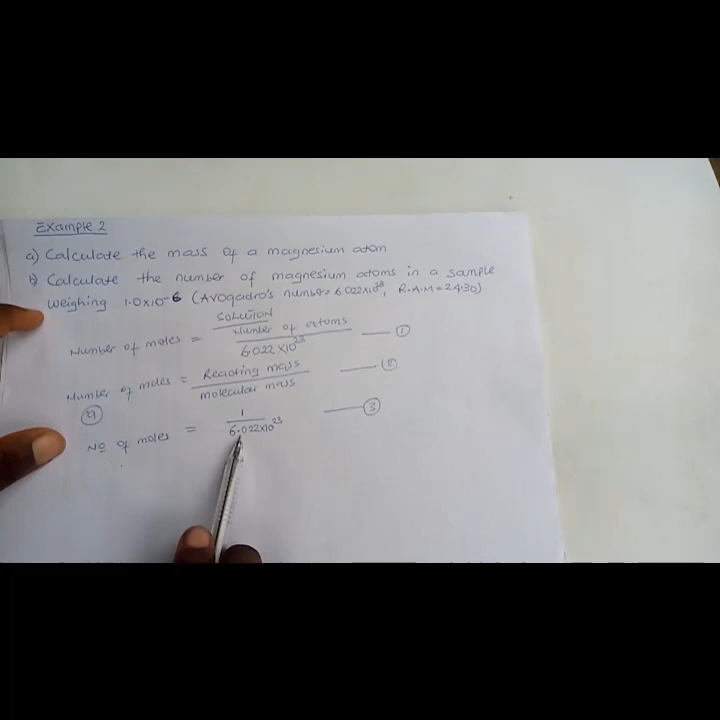 Example 2
a) Calculate the mass of a magnesium atom
b) Calculate the number of magnesium atoms in a sample
weighing 1.0x10-6 (Avogadro's number= 6.022x10²³, R.A.M=24.30)
SOLUTION
Number of moles = Number of atoms / 6.022x10²³ —— ①
Number of moles = Reacting mass / molecular mass —— ②
ⓐ
No of moles = 1 / 6.022x10²³ —— ③